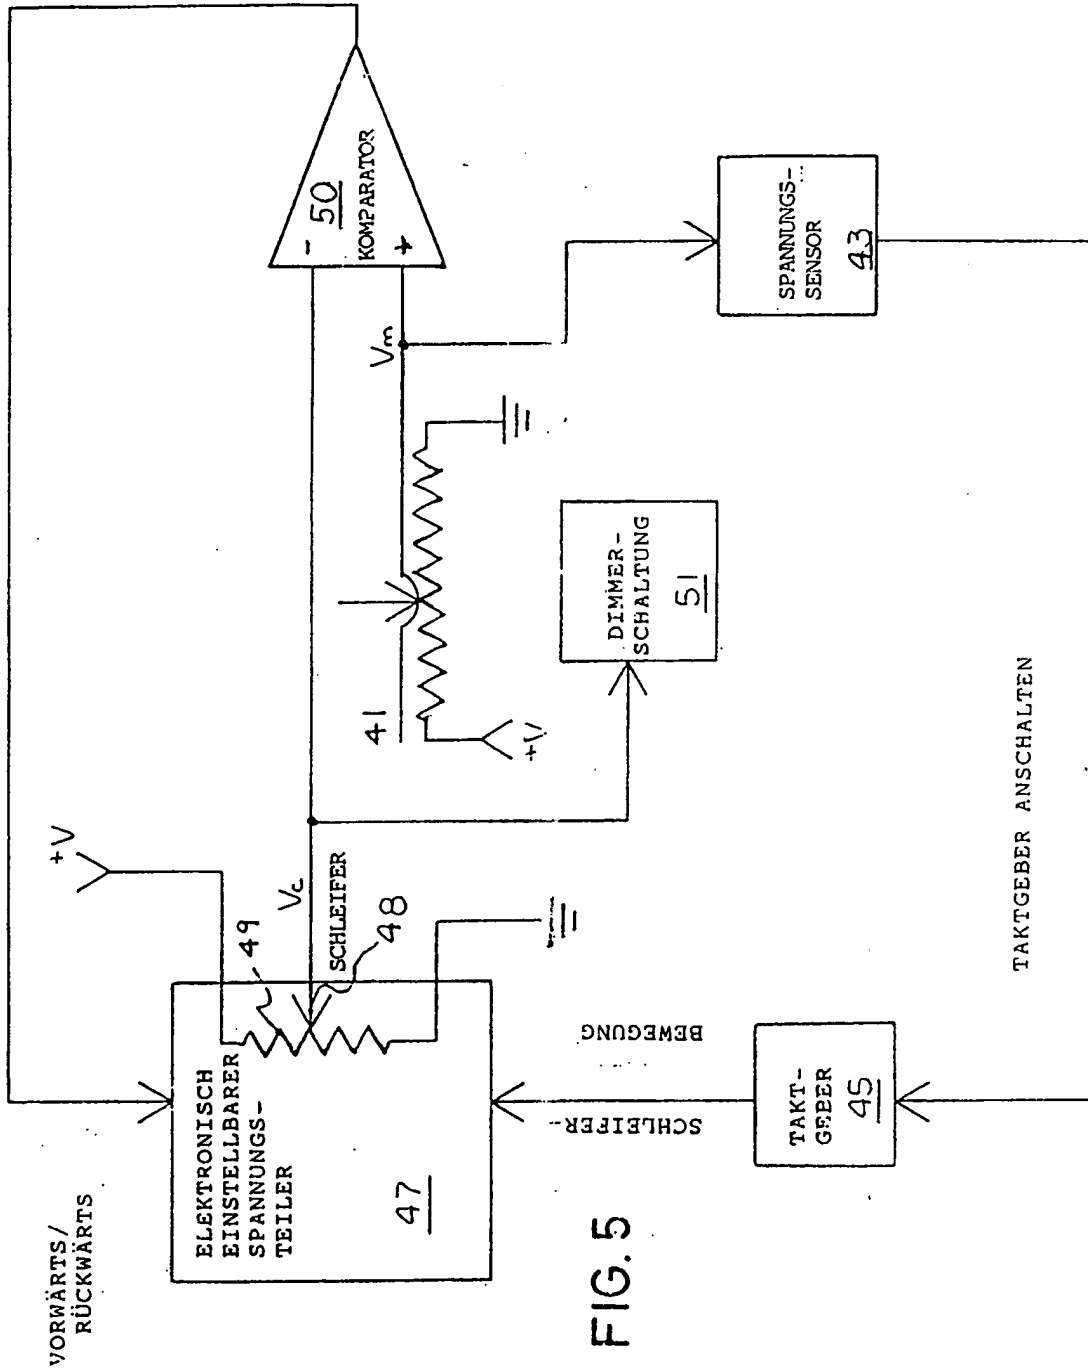 VORWÄRTS/
RÜCKWÄRTS
ELEKTRONISCH
EINSTELLBARER
SPANNUNGS-
TEILER
47
49
+V
Vc
SCHLEIFER
48
41
+V
Vm
-
50
KOMPARATOR
+
DIMMER-
SCHALTUNG
51
SPANNUNGS-
SENSOR
43
SCHLEIFER-
BEWEGUNG
TAKT-
GEBER
45
TAKTGEBER ANSCHALTEN
FIG. 5